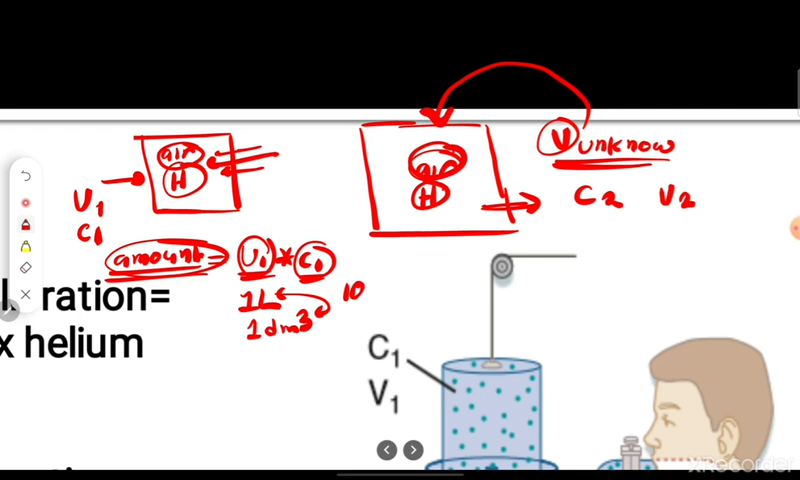 air
H
V1
C1
amount = V1 * C1
1L 10
1dm3
air
H
V unknow
C2 V2
ration=
x helium
C1
V1
XRecorder